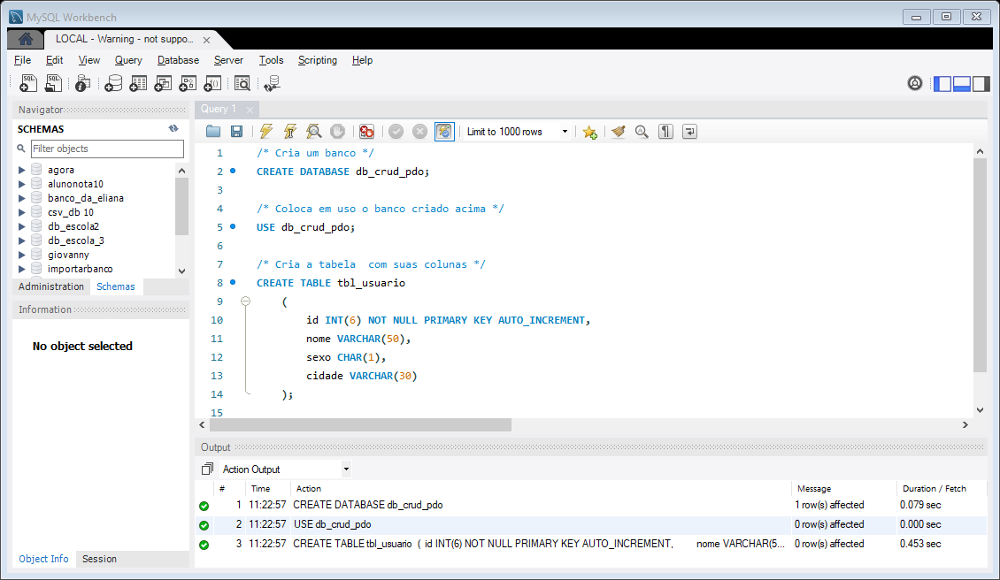 MySQL Workbench
LOCAL - Warning - not suppo...
File Edit View Query Database Server Tools Scripting Help
Navigator
SCHEMAS
Filter objects
agora
alunonota10
banco_da_eliana
csv_db 10
db_escola2
db_escola_3
giovanny
importarbanco
Administration Schemas
Information
No object selected
Object Info Session
Query 1
Limit to 1000 rows
1 /* Cria um banco */
2 CREATE DATABASE db_crud_pdo;
3
4 /* Coloca em uso o banco criado acima */
5 USE db_crud_pdo;
6
7 /* Cria a tabela  com suas colunas */
8 CREATE TABLE tbl_usuario
9 (
10 id INT(6) NOT NULL PRIMARY KEY AUTO_INCREMENT,
11 nome VARCHAR(50),
12 sexo CHAR(1),
13 cidade VARCHAR(30)
14 );
15
Output
Action Output
# Time Action Message Duration / Fetch
1 11:22:57 CREATE DATABASE db_crud_pdo 1 row(s) affected 0.079 sec
2 11:22:57 USE db_crud_pdo 0 row(s) affected 0.000 sec
3 11:22:57 CREATE TABLE tbl_usuario ( id INT(6) NOT NULL PRIMARY KEY AUTO_INCREMENT, nome VARCHAR(5... 0 row(s) affected 0.453 sec